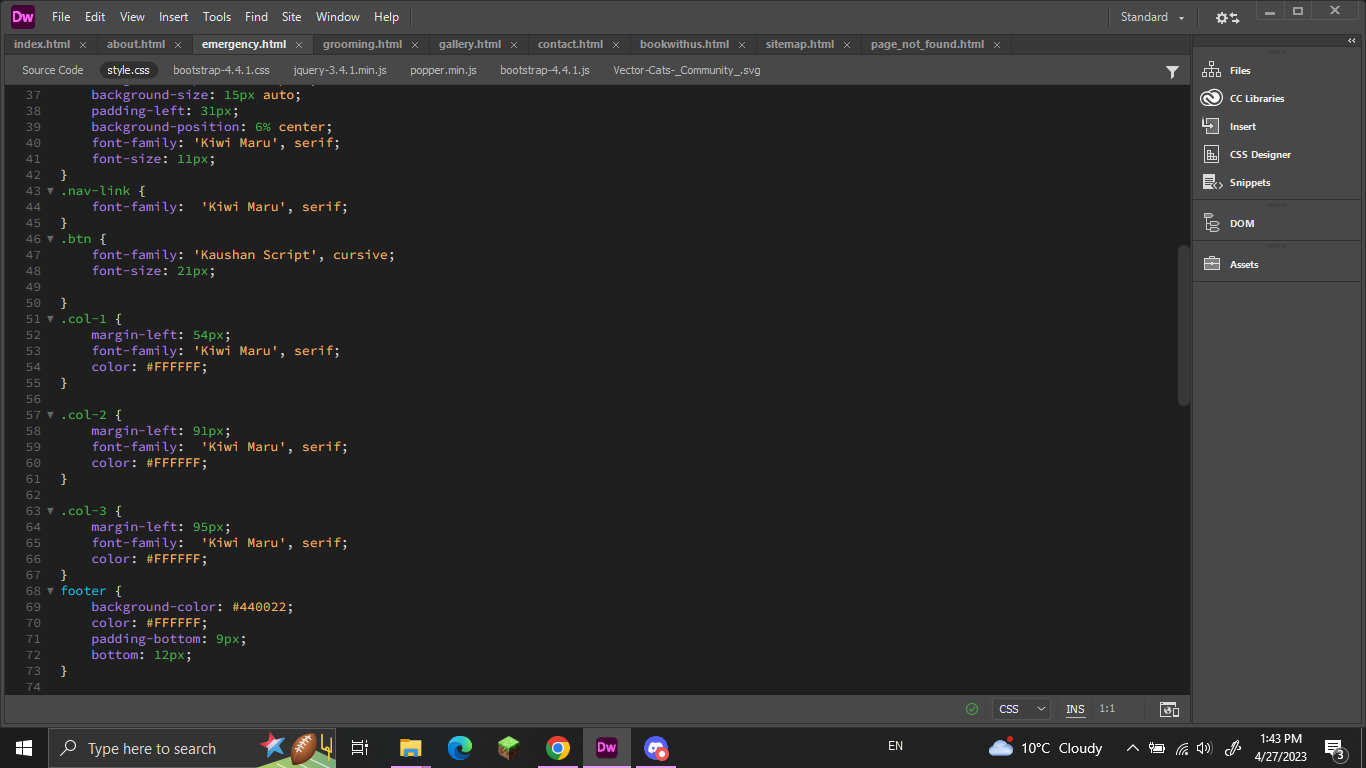 Dw File Edit View Insert Tools Find Site Window Help Standard
index.html about.html emergency.html grooming.html gallery.html contact.html bookwithus.html sitemap.html page_not_found.html
Source Code style.css bootstrap-4.4.1.css jquery-3.4.1.min.js popper.min.js bootstrap-4.4.1.js Vector-Cats-_Community_.svg
37 background-size: 15px auto;
38 padding-left: 31px;
39 background-position: 6% center;
40 font-family: 'Kiwi Maru', serif;
41 font-size: 11px;
42 }
43 .nav-link {
44 font-family:  'Kiwi Maru', serif;
45 }
46 .btn {
47 font-family: 'Kaushan Script', cursive;
48 font-size: 21px;
49
50 }
51 .col-1 {
52 margin-left: 54px;
53 font-family: 'Kiwi Maru', serif;
54 color: #FFFFFF;
55 }
56
57 .col-2 {
58 margin-left: 91px;
59 font-family:  'Kiwi Maru', serif;
60 color: #FFFFFF;
61 }
62
63 .col-3 {
64 margin-left: 95px;
65 font-family:  'Kiwi Maru', serif;
66 color: #FFFFFF;
67 }
68 footer {
69 background-color: #440022;
70 color: #FFFFFF;
71 padding-bottom: 9px;
72 bottom: 12px;
73 }
74
Files
CC Libraries
Insert
CSS Designer
Snippets
DOM
Assets
CSS INS 1:1
Type here to search
Dw
EN
10°C Cloudy
1:43 PM
4/27/2023
3